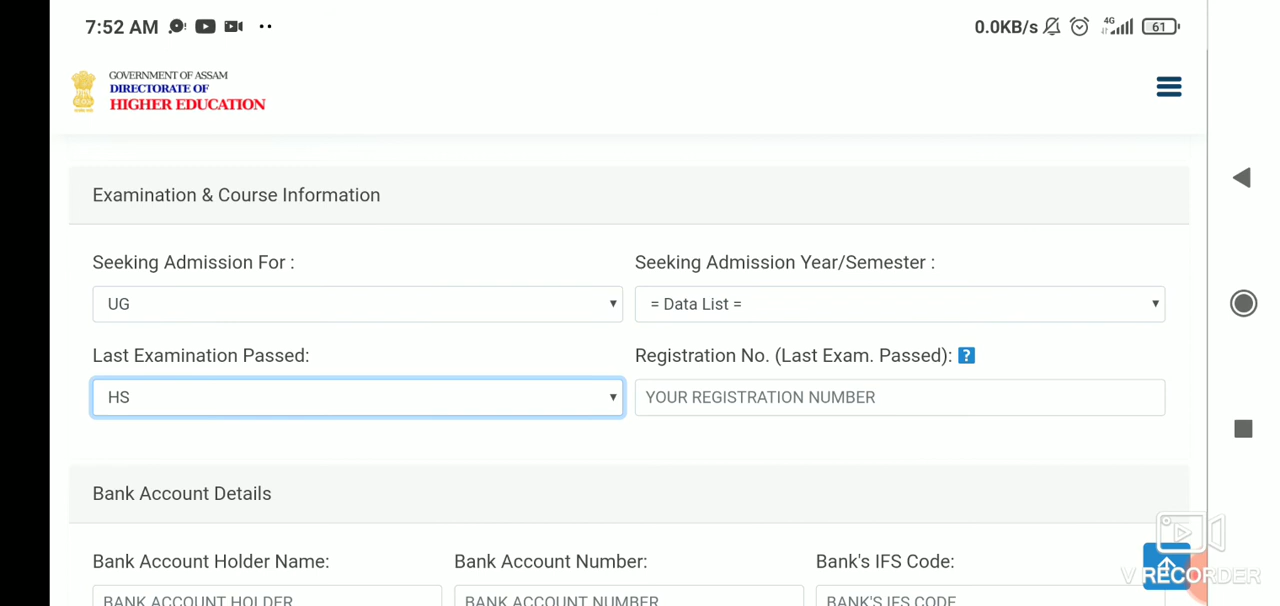 7:52 AM
0.0KB/s 4G 61
GOVERNMENT OF ASSAM
DIRECTORATE OF
HIGHER EDUCATION
Examination & Course Information
Seeking Admission For :
Seeking Admission Year/Semester :
UG
= Data List =
Last Examination Passed:
Registration No. (Last Exam. Passed): ?
HS
YOUR REGISTRATION NUMBER
Bank Account Details
Bank Account Holder Name:
Bank Account Number:
Bank's IFS Code:
BANK ACCOUNT HOLDER
BANK ACCOUNT NUMBER
BANK'S IFS CODE
V RECORDER